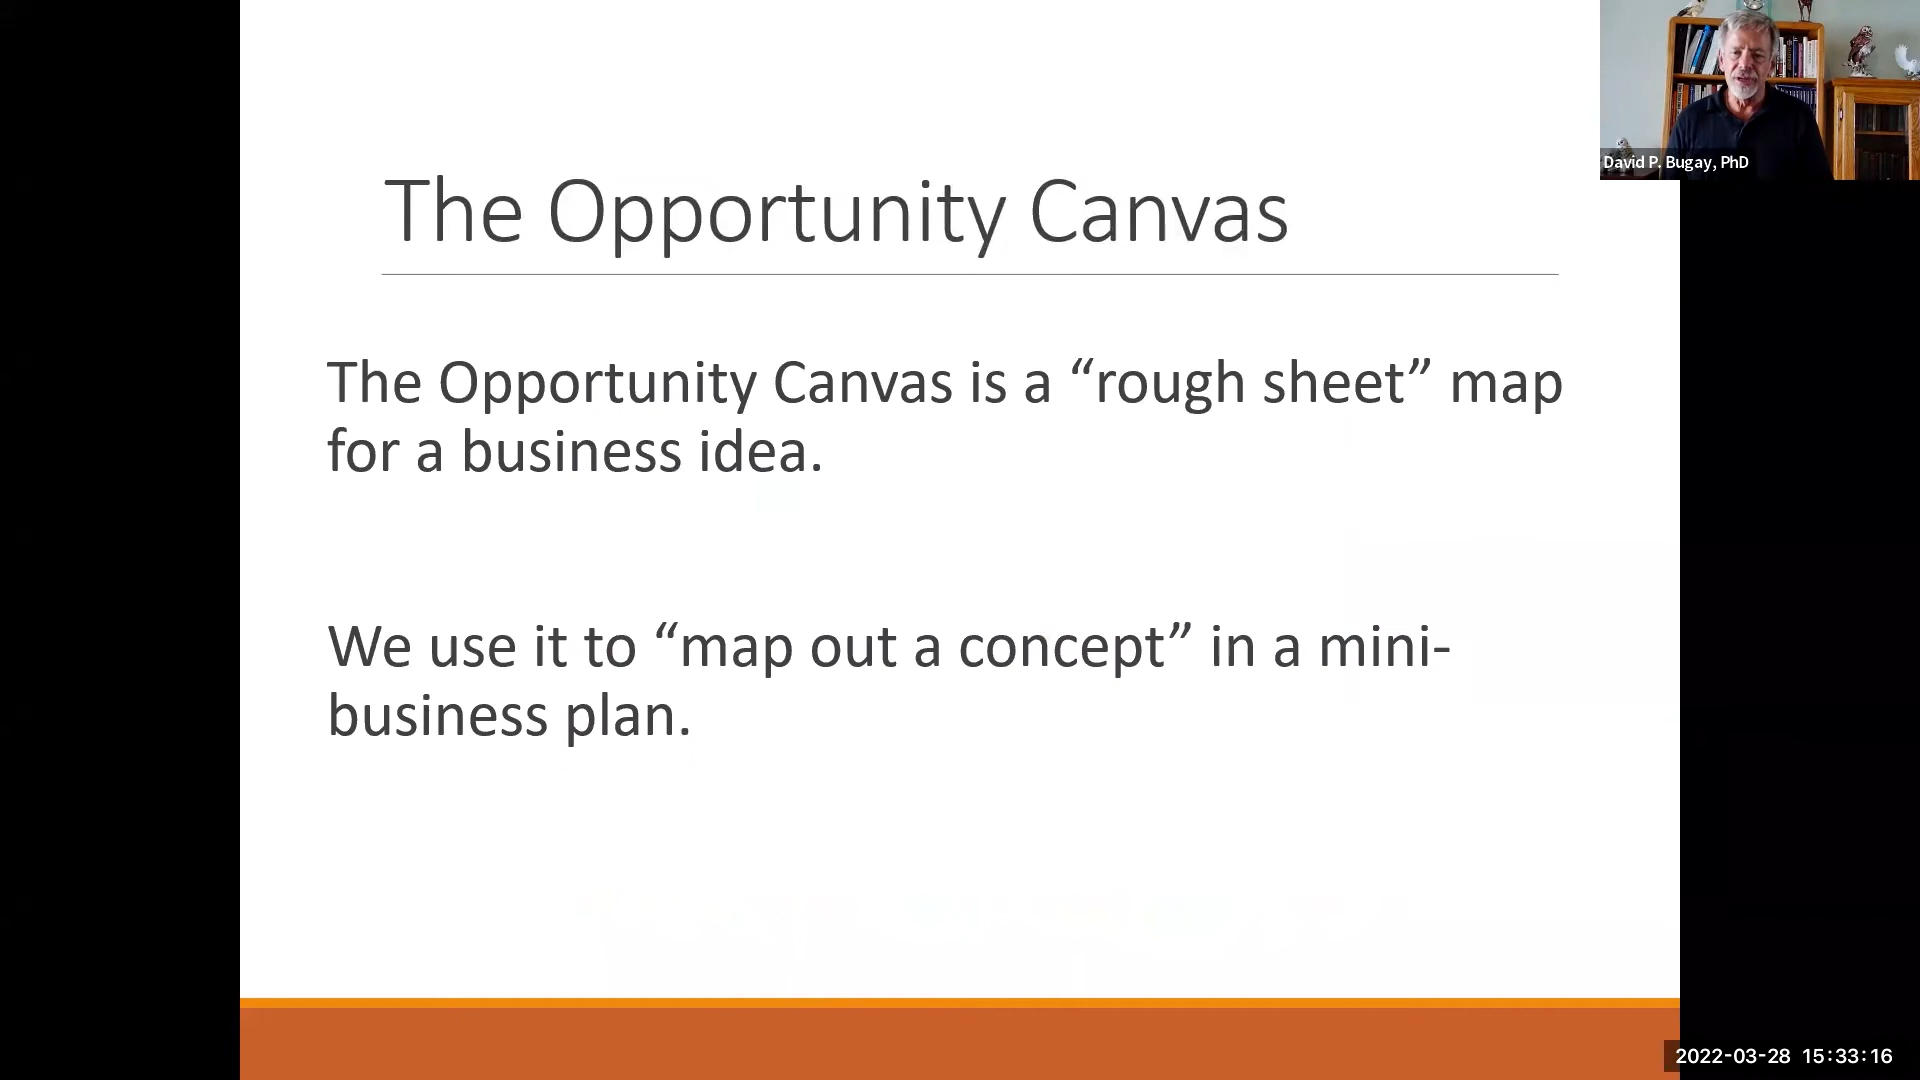 The Opportunity Canvas
The Opportunity Canvas is a “rough sheet” map
for a business idea.
We use it to “map out a concept” in a mini-
business plan.
David P. Bugay, PhD
2022-03-28 15:33:16